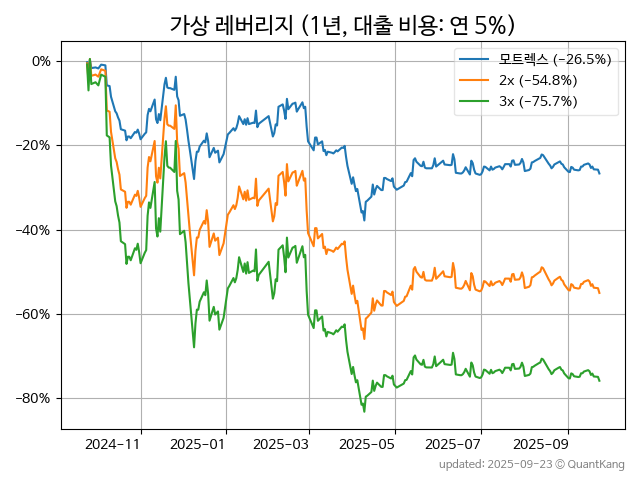 가상 레버리지 (1년, 대출 비용: 연 5%)
모트렉스 (−26.5%)
2x (−54.8%)
3x (−75.7%)
0%
−20%
−40%
−60%
−80%
2024−11 2025−01 2025−03 2025−05 2025−07 2025−09
updated: 2025-09-23 © QuantKang